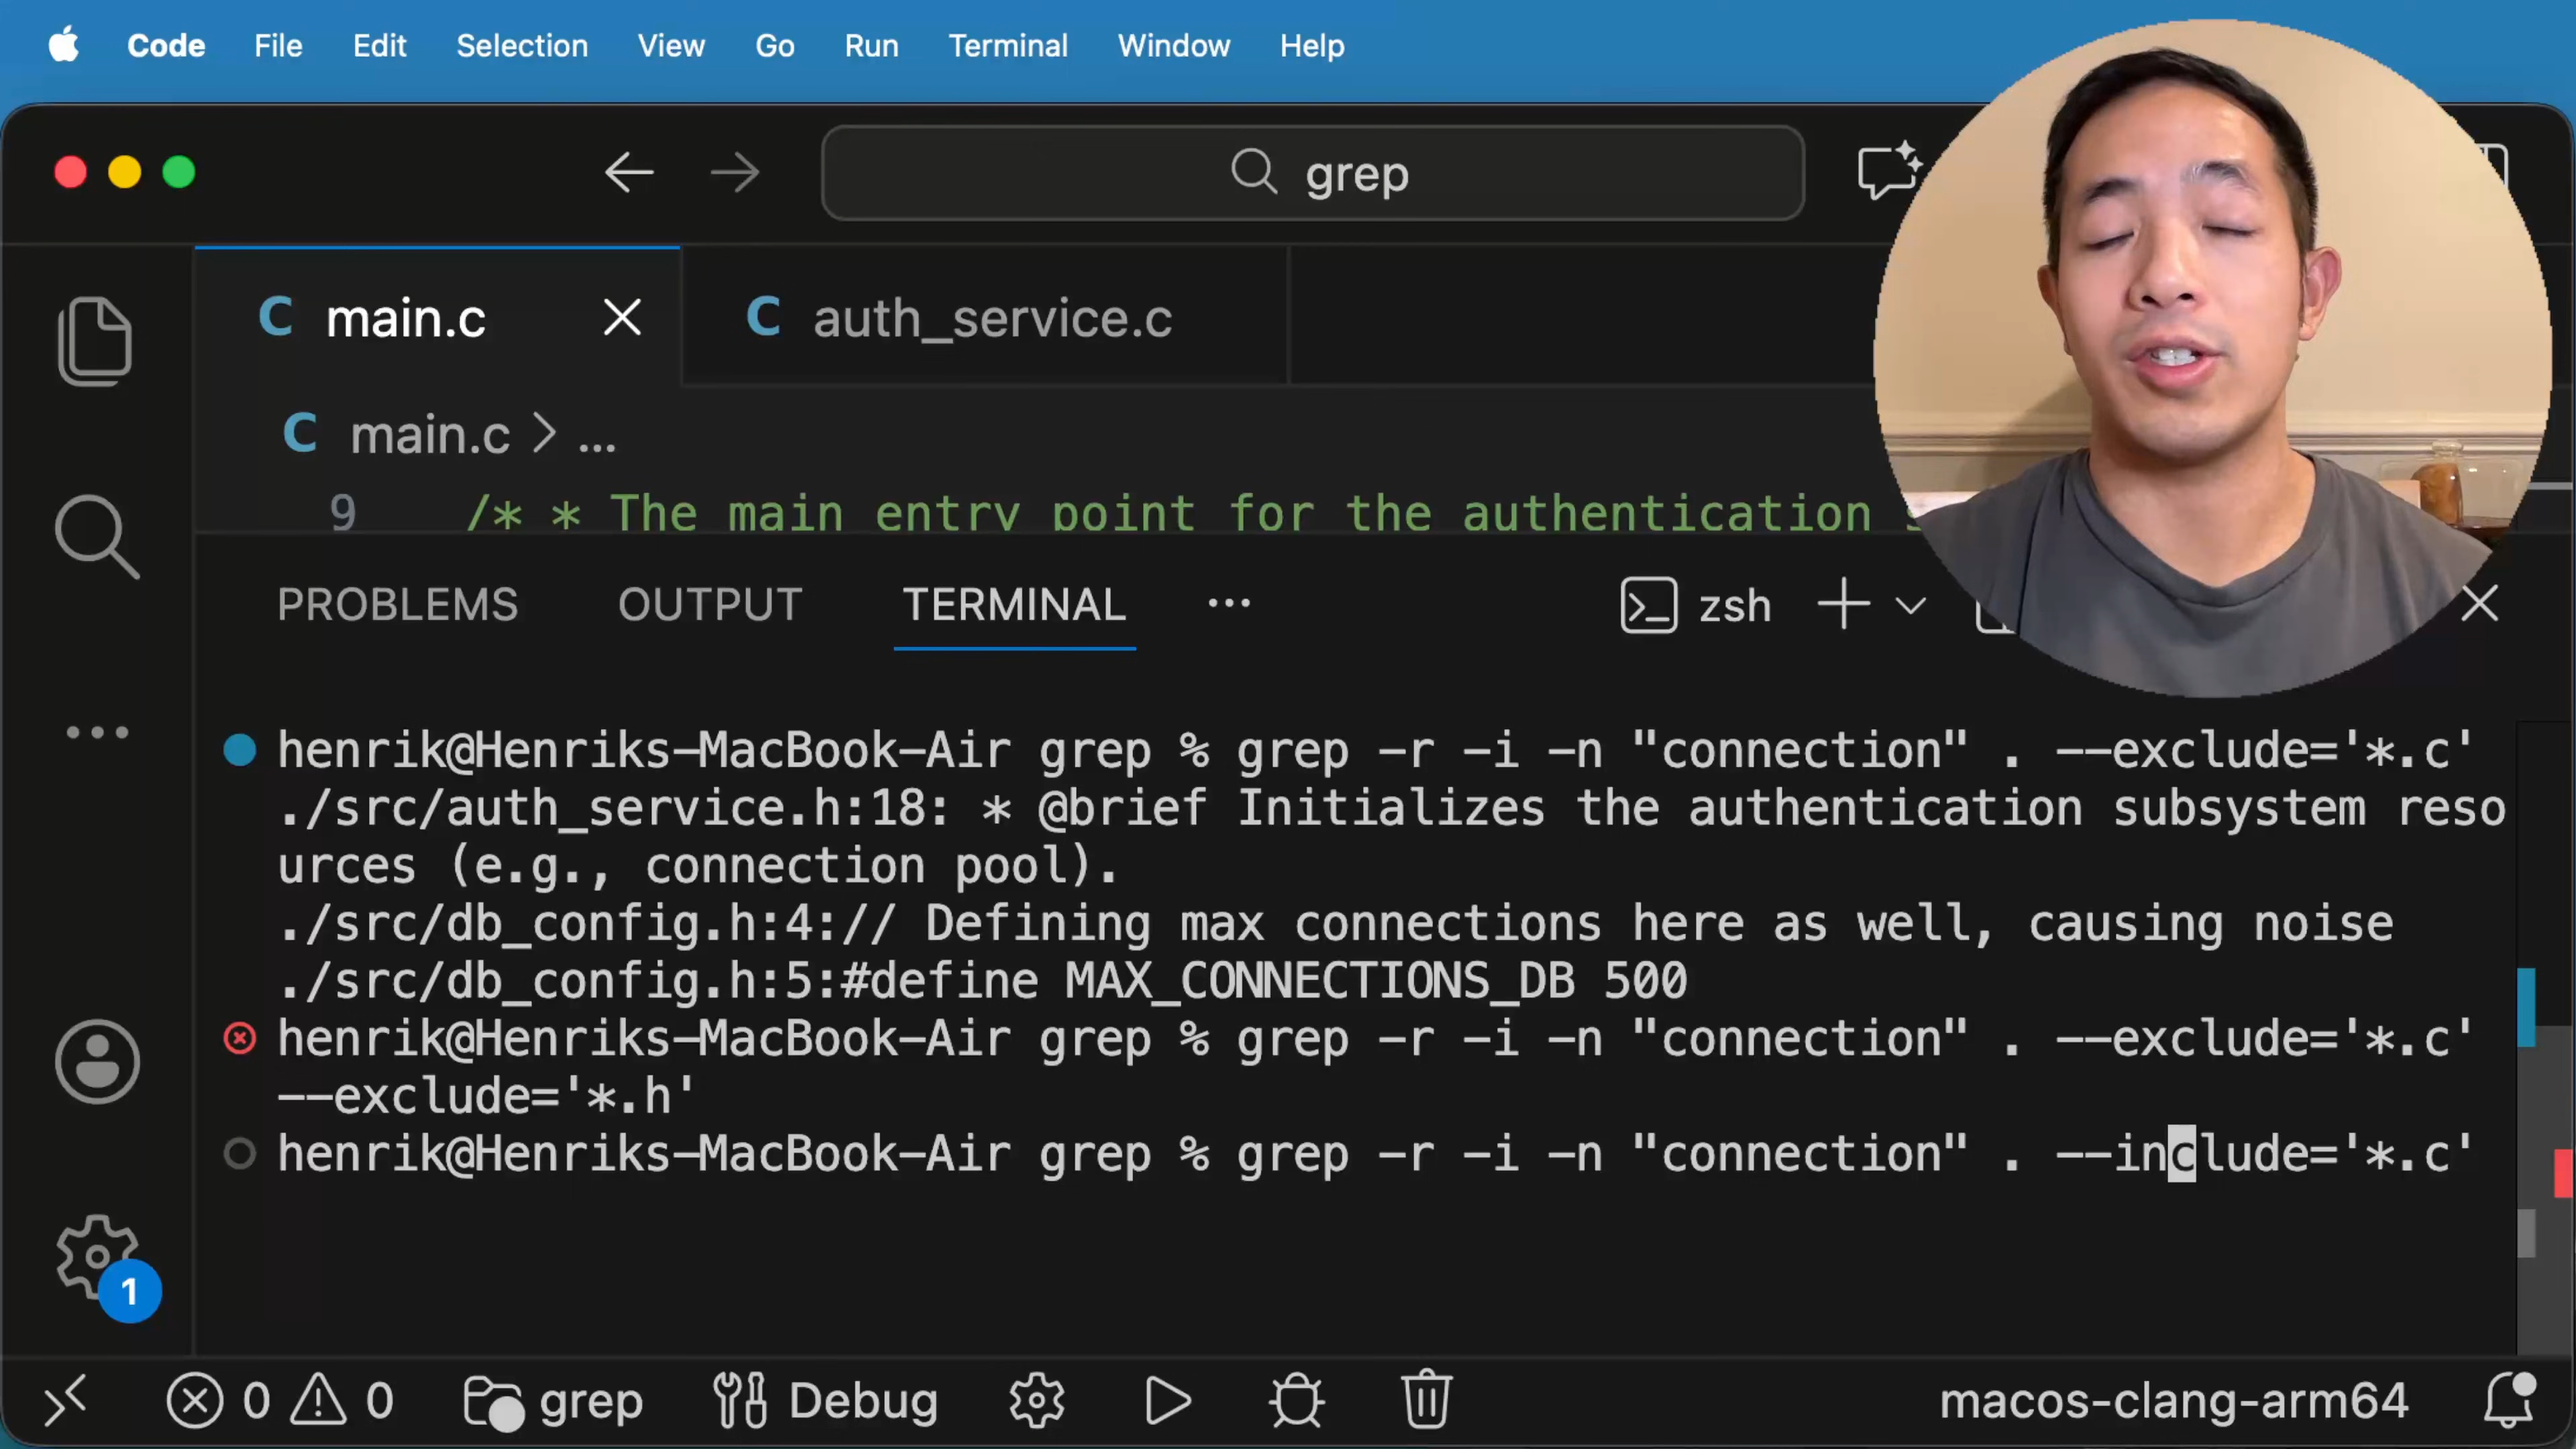 Code File Edit Selection View Go Run Terminal Window Help
grep
main.c auth_service.c
main.c > ...
9 /* * The main entry point for the authentication
PROBLEMS OUTPUT TERMINAL ... zsh
henrik@Henriks-MacBook-Air grep % grep -r -i -n "connection" . --exclude='*.c'
./src/auth_service.h:18: * @brief Initializes the authentication subsystem reso
urces (e.g., connection pool).
./src/db_config.h:4:// Defining max connections here as well, causing noise
./src/db_config.h:5:#define MAX_CONNECTIONS_DB 500
henrik@Henriks-MacBook-Air grep % grep -r -i -n "connection" . --exclude='*.c'
--exclude='*.h'
henrik@Henriks-MacBook-Air grep % grep -r -i -n "connection" . --include='*.c'
1
0 0 grep Debug macos-clang-arm64